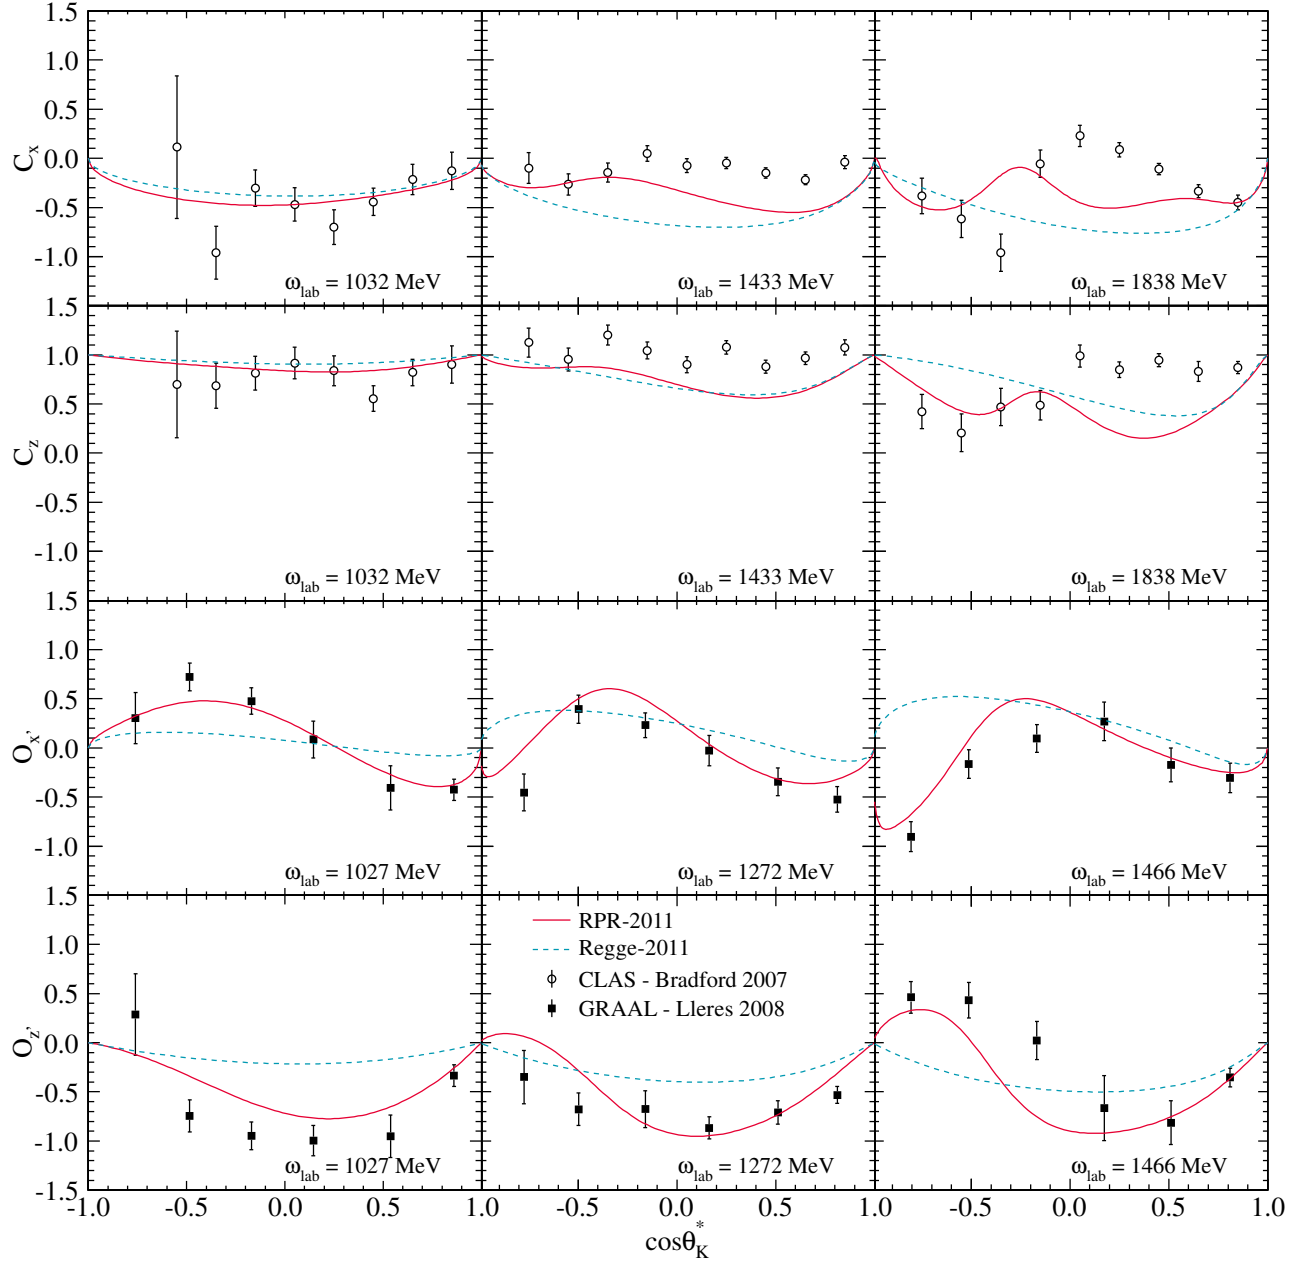 C_x
1.5
1.0
0.5
0.0
-0.5
-1.0
ω_lab = 1032 MeV
ω_lab = 1433 MeV
ω_lab = 1838 MeV
C_z
1.5
1.0
0.5
0.0
-0.5
-1.0
ω_lab = 1032 MeV
ω_lab = 1433 MeV
ω_lab = 1838 MeV
O_x'
1.5
1.0
0.5
0.0
-0.5
-1.0
ω_lab = 1027 MeV
ω_lab = 1272 MeV
ω_lab = 1466 MeV
O_z'
1.5
1.0
0.5
0.0
-0.5
-1.0
-1.5
RPR-2011
Regge-2011
CLAS - Bradford 2007
GRAAL - Lleres 2008
ω_lab = 1027 MeV
ω_lab = 1272 MeV
ω_lab = 1466 MeV
-1.0 -0.5 0.0 0.5 1.0 -0.5 0.0 0.5 1.0 -0.5 0.0 0.5 1.0
cosθ_K^*